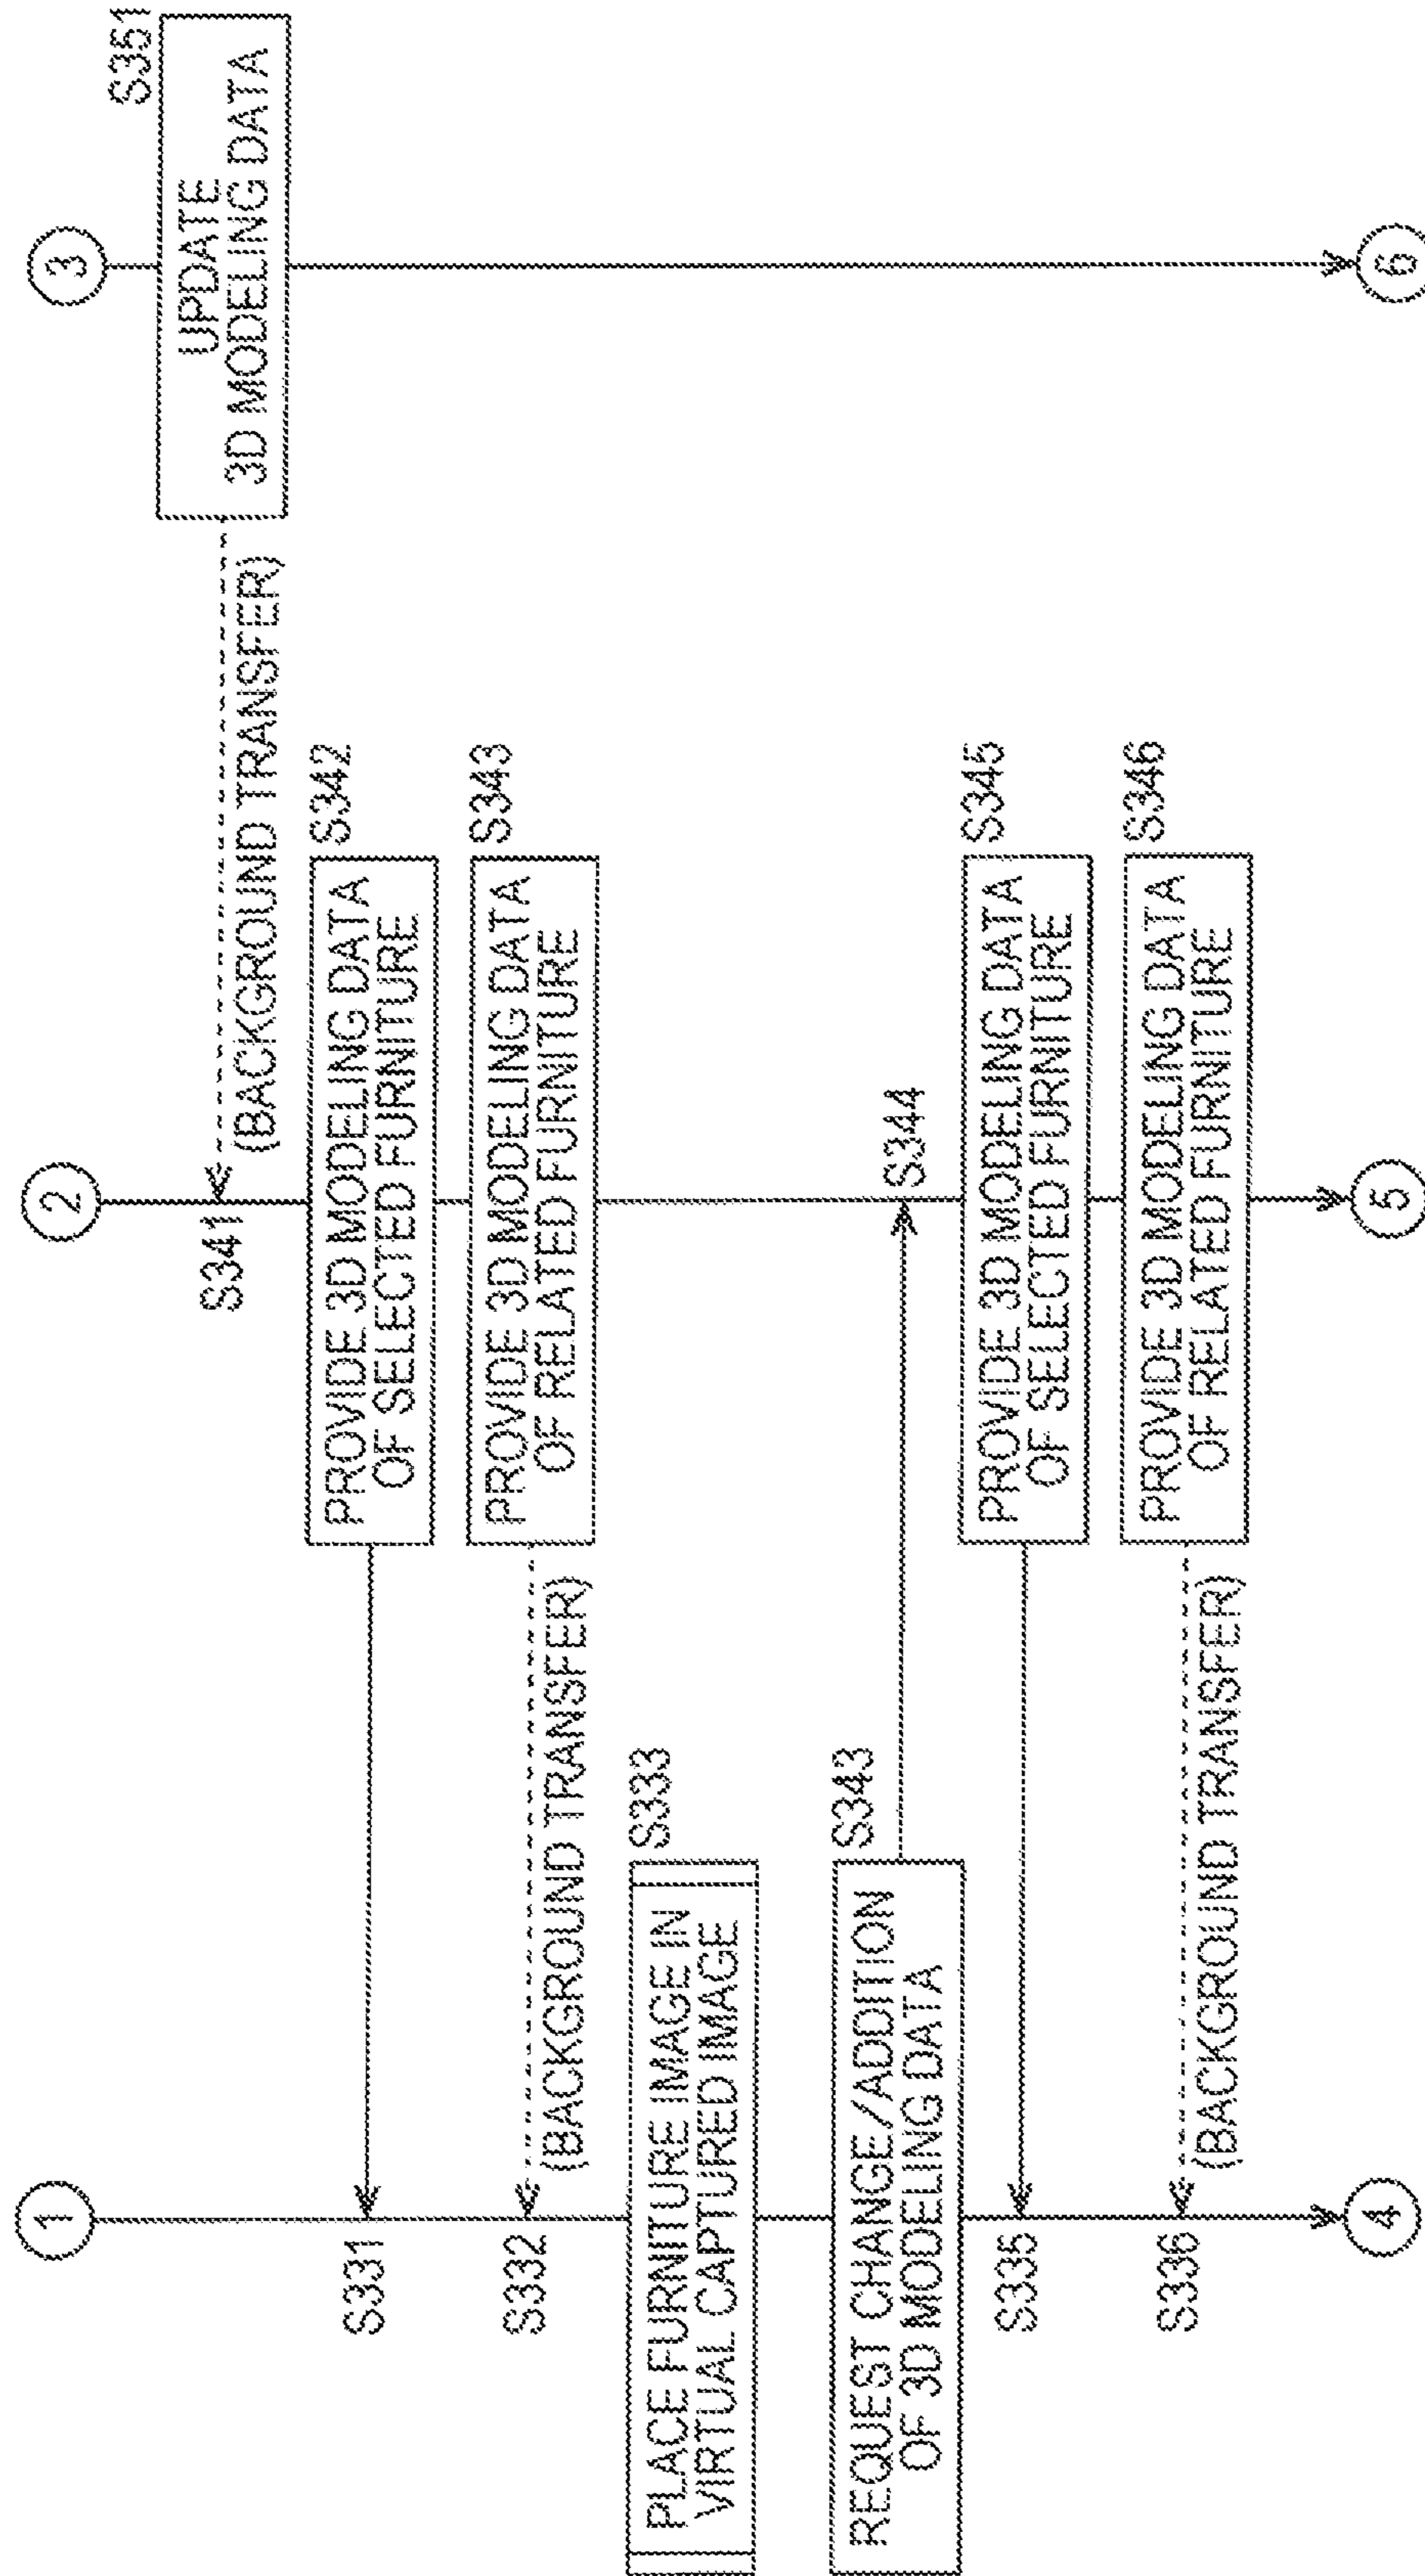 1
2
3
S351
UPDATE
3D MODELING DATA
(BACKGROUND TRANSFER)
S341
S342
PROVIDE 3D MODELING DATA
OF SELECTED FURNITURE
S331
S343
PROVIDE 3D MODELING DATA
OF RELATED FURNITURE
(BACKGROUND TRANSFER)
S332
S333
PLACE FURNITURE IMAGE IN
VIRTUAL CAPTURED IMAGE
S343
REQUEST CHANGE/ADDITION
OF 3D MODELING DATA
S344
S345
PROVIDE 3D MODELING DATA
OF SELECTED FURNITURE
S335
S346
PROVIDE 3D MODELING DATA
OF RELATED FURNITURE
(BACKGROUND TRANSFER)
S336
4
5
6